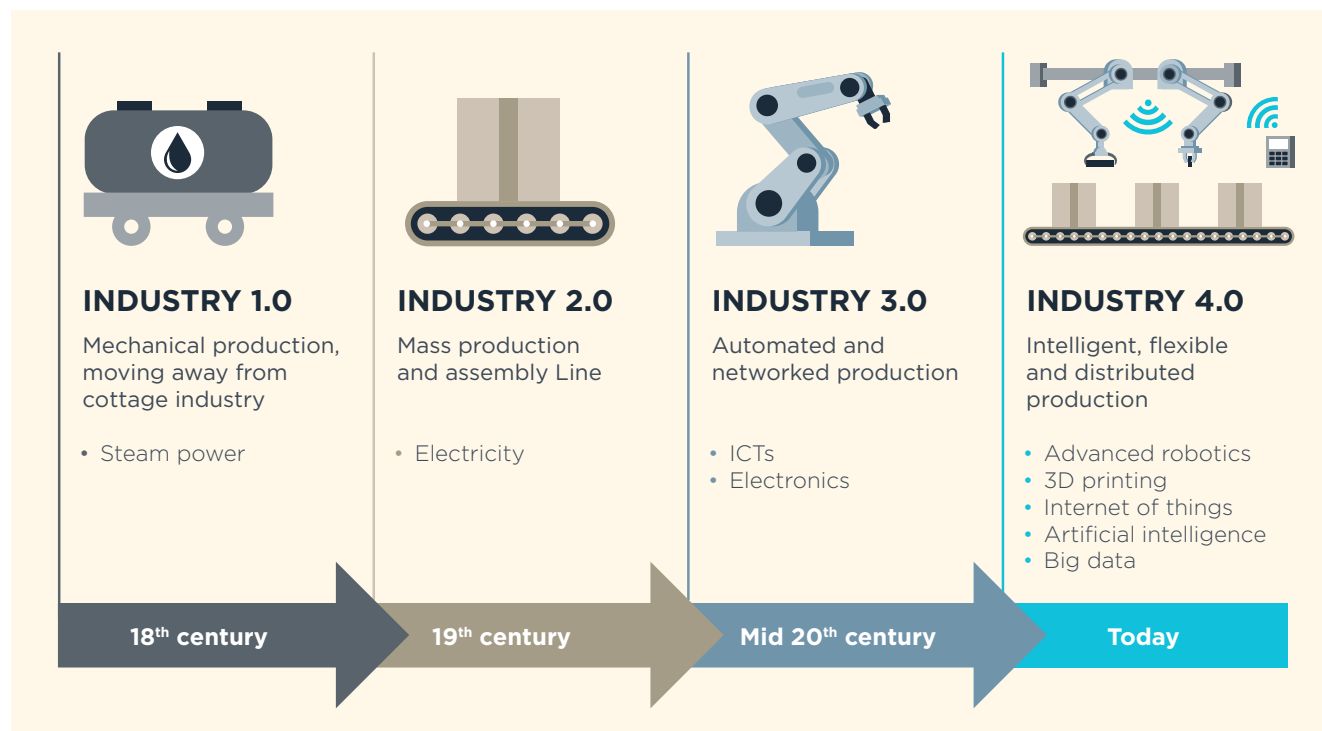 INDUSTRY 1.0
Mechanical production,
moving away from
cottage industry
• Steam power
18th century
INDUSTRY 2.0
Mass production
and assembly Line
• Electricity
19th century
INDUSTRY 3.0
Automated and
networked production
• ICTs
• Electronics
Mid 20th century
INDUSTRY 4.0
Intelligent, flexible
and distributed
production
• Advanced robotics
• 3D printing
• Internet of things
• Artificial intelligence
• Big data
Today